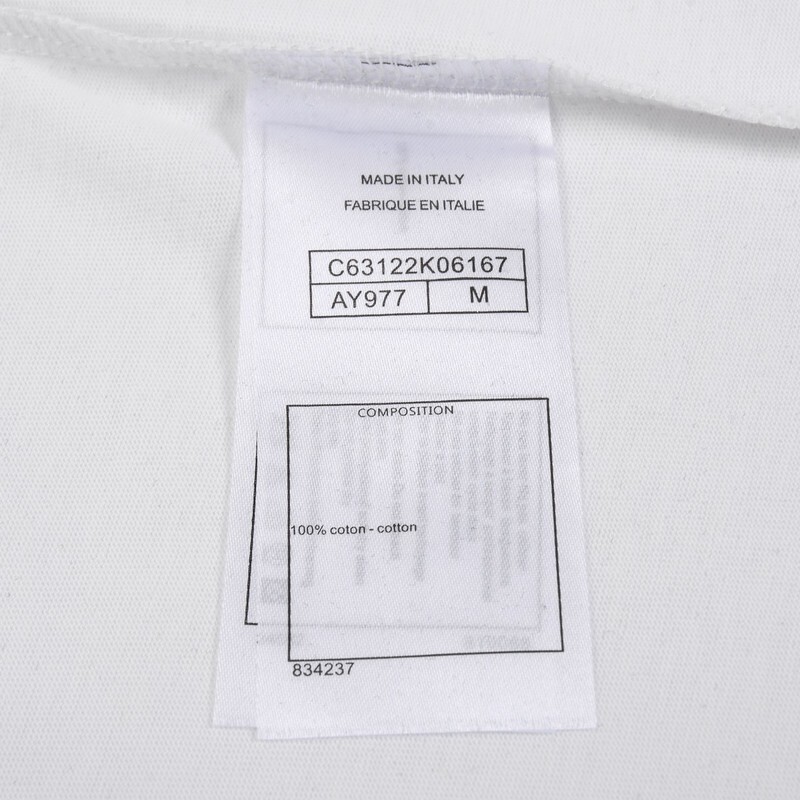 MADE IN ITALY
FABRIQUE EN ITALIE
C63122K06167
AY977 M
COMPOSITION
100% coton - cotton
834237